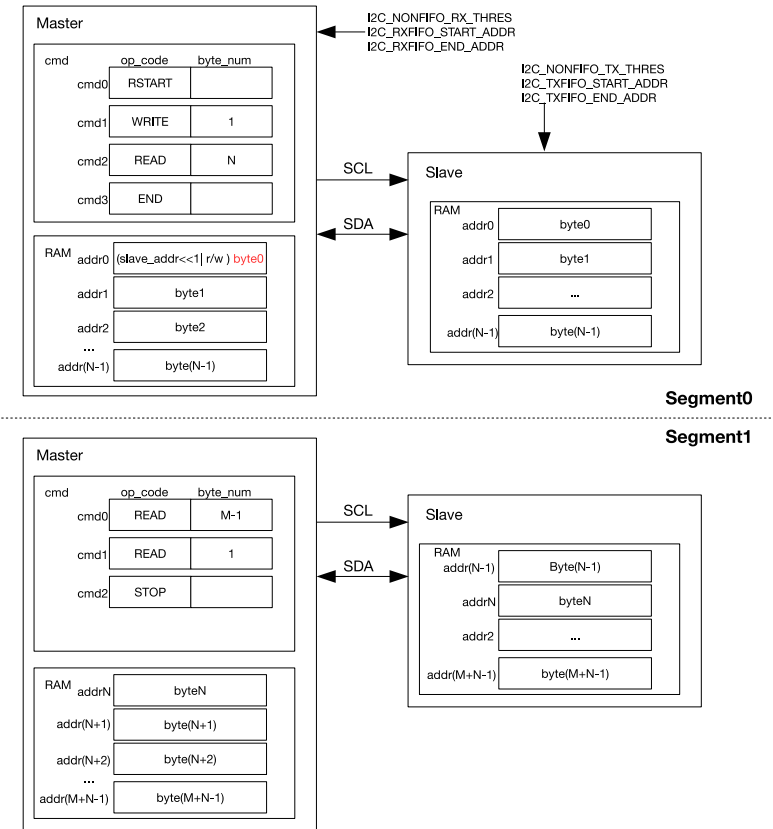 Master
I2C_NONFIFO_RX_THRES
I2C_RXFIFO_START_ADDR
I2C_RXFIFO_END_ADDR
cmd op_code byte_num
cmd0 RSTART
cmd1 WRITE 1
cmd2 READ N
cmd3 END
I2C_NONFIFO_TX_THRES
I2C_TXFIFO_START_ADDR
I2C_TXFIFO_END_ADDR
SCL
SDA
Slave
RAM
addr0 byte0
addr1 byte1
addr2 ...
addr(N-1) byte(N-1)
RAM addr0 (slave_addr<<1| r/w ) byte0
addr1 byte1
addr2 byte2
...
addr(N-1) byte(N-1)
Segment0
Segment1
Master
cmd op_code byte_num
cmd0 READ M-1
cmd1 READ 1
cmd2 STOP
SCL
SDA
Slave
RAM
addr(N-1) Byte(N-1)
addrN byteN
addr2 ...
addr(M+N-1) byte(M+N-1)
RAM addrN byteN
addr(N+1) byte(N+1)
addr(N+2) byte(N+2)
...
addr(M+N-1) byte(M+N-1)